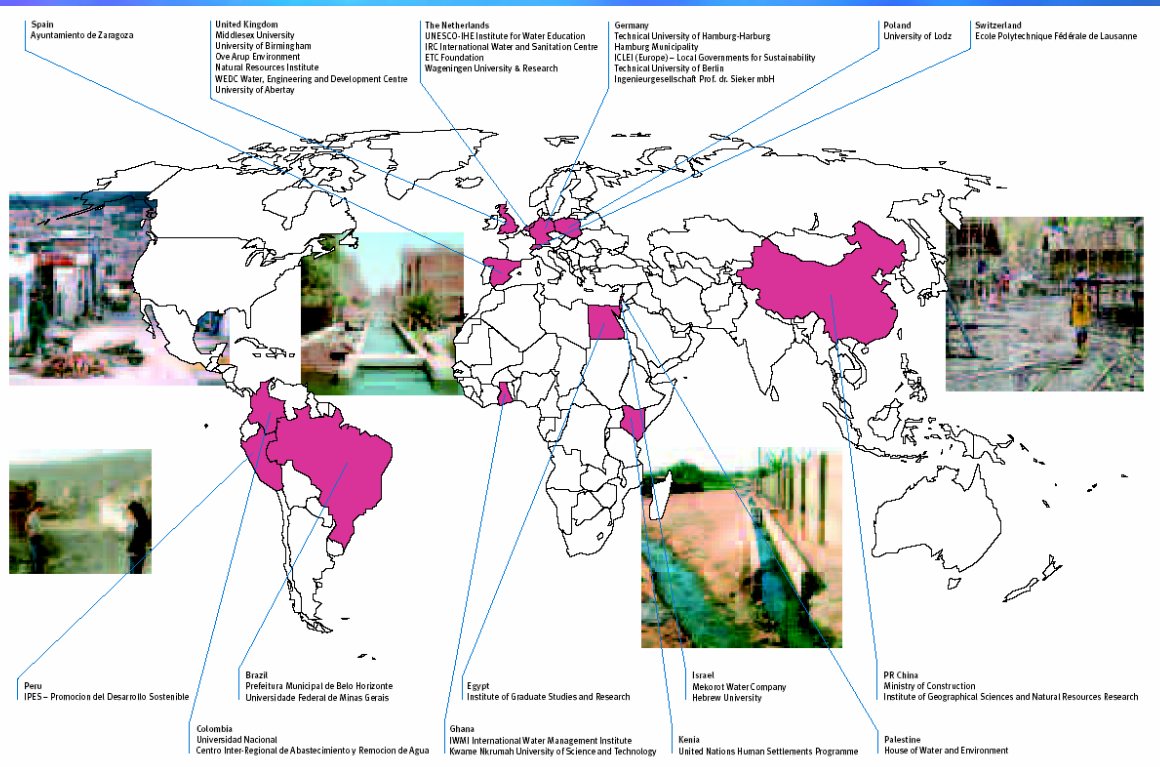 Spain
Ayuntamiento de Zaragoza
United Kingdom
Middlesex University
University of Birmingham
Ove Arup Environment
Natural Resources Institute
WEDC Water, Engineering and Development Centre
University of Abertay
The Netherlands
UNESCO-IHE Institute for Water Education
IRC International Water and Sanitation Centre
ETC Foundation
Wageningen University & Research
Germany
Technical University of Hamburg-Harburg
Hamburg Municipality
ICLEI (Europe) – Local Governments for Sustainability
Technical University of Berlin
Ingenieurgesellschaft Prof. dr. Sieker mbH
Poland
University of Lodz
Switzerland
Ecole Polytechnique Fédérale de Lausanne
Peru
IPES – Promocion del Desarrollo Sostenible
Brazil
Prefeitura Municipal de Belo Horizonte
Universidade Federal de Minas Gerais
Egypt
Institute of Graduate Studies and Research
Israel
Mekorot Water Company
Hebrew University
PR China
Ministry of Construction
Institute of Geographical Sciences and Natural Resources Research
Colombia
Universidad Nacional
Centro Inter-Regional de Abastecimiento y Remocion de Agua
Ghana
IWMI International Water Management Institute
Kwame Nkrumah University of Science and Technology
Kenia
United Nations Human Settlements Programme
Palestine
House of Water and Environment